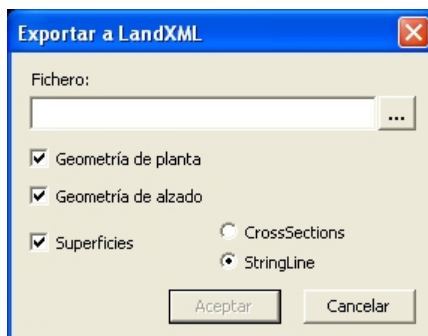 Exportar a LandXML
Fichero:
...
Geometría de planta
Geometría de alzado
Superficies
CrossSections
StringLine
Aceptar
Cancelar